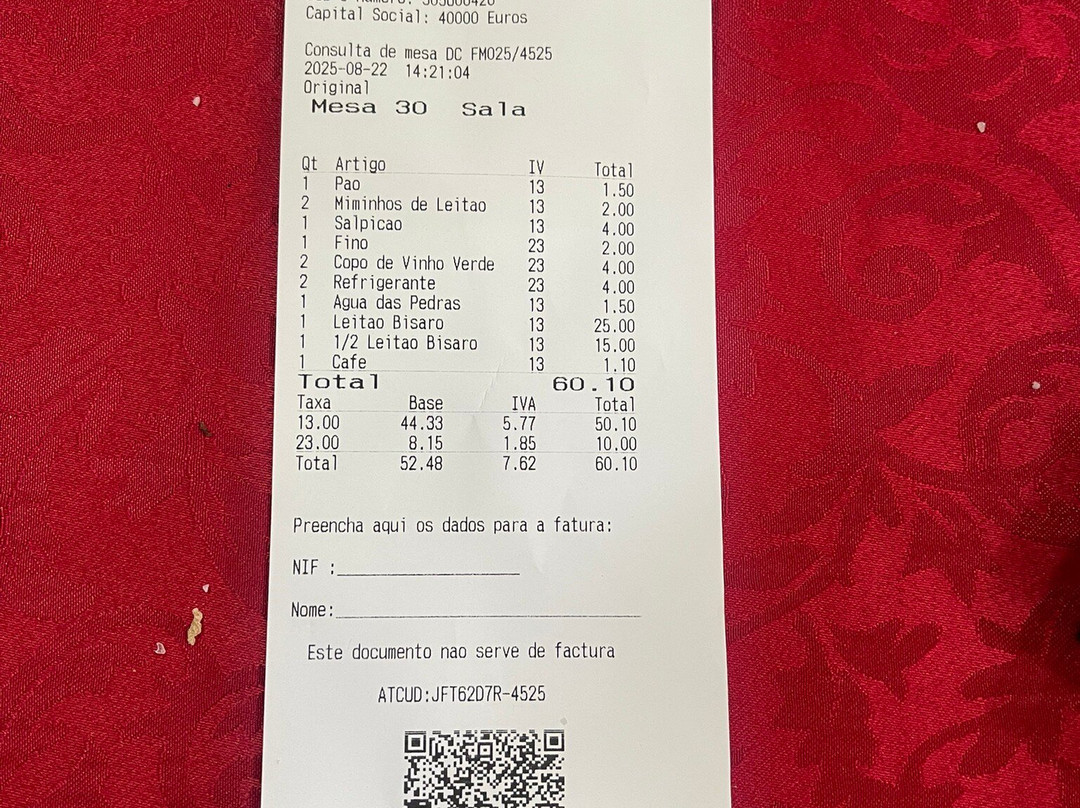 Capital Social: 40000 Euros
Consulta de mesa DC FM025/4525
2025-08-22 14:21:04
Original
Mesa 30 Sala
Qt Artigo IV Total
1 Pao 13 1.50
2 Miminhos de Leitao 13 2.00
1 Salpicao 13 4.00
1 Fino 23 2.00
2 Copo de Vinho Verde 23 4.00
2 Refrigerante 23 4.00
1 Agua das Pedras 13 1.50
1 Leitao Bisaro 13 25.00
1 1/2 Leitao Bisaro 13 15.00
1 Cafe 13 1.10
Total 60.10
Taxa Base IVA Total
13.00 44.33 5.77 50.10
23.00 8.15 1.85 10.00
Total 52.48 7.62 60.10
Preencha aqui os dados para a fatura:
NIF :
Nome:
Este documento nao serve de factura
ATCUD:JFT62D7R-4525